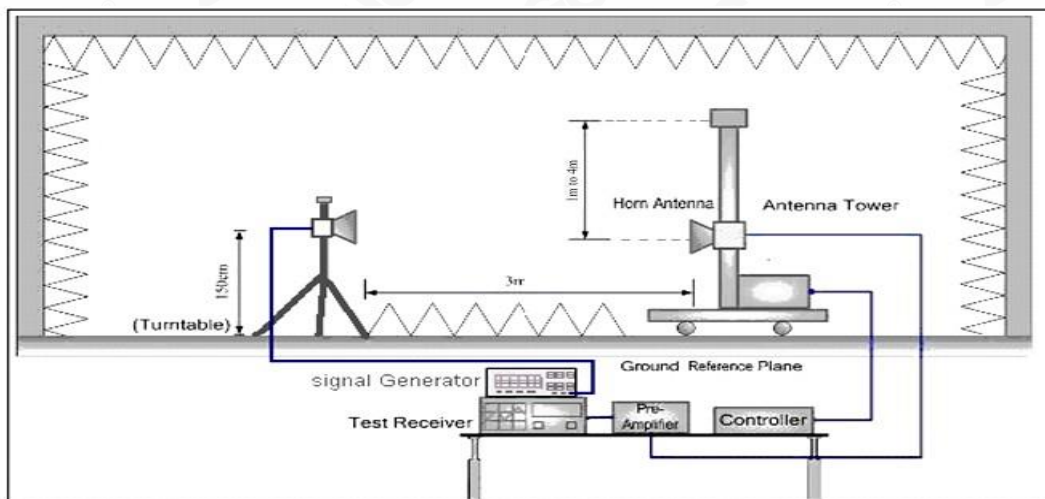 1m to 4m
Horn Antenna
Antenna Tower
150cm
3m
(Turntable)
Ground Reference Plane
signal Generator
Test Receiver
Pre-
Amplifier
Controller